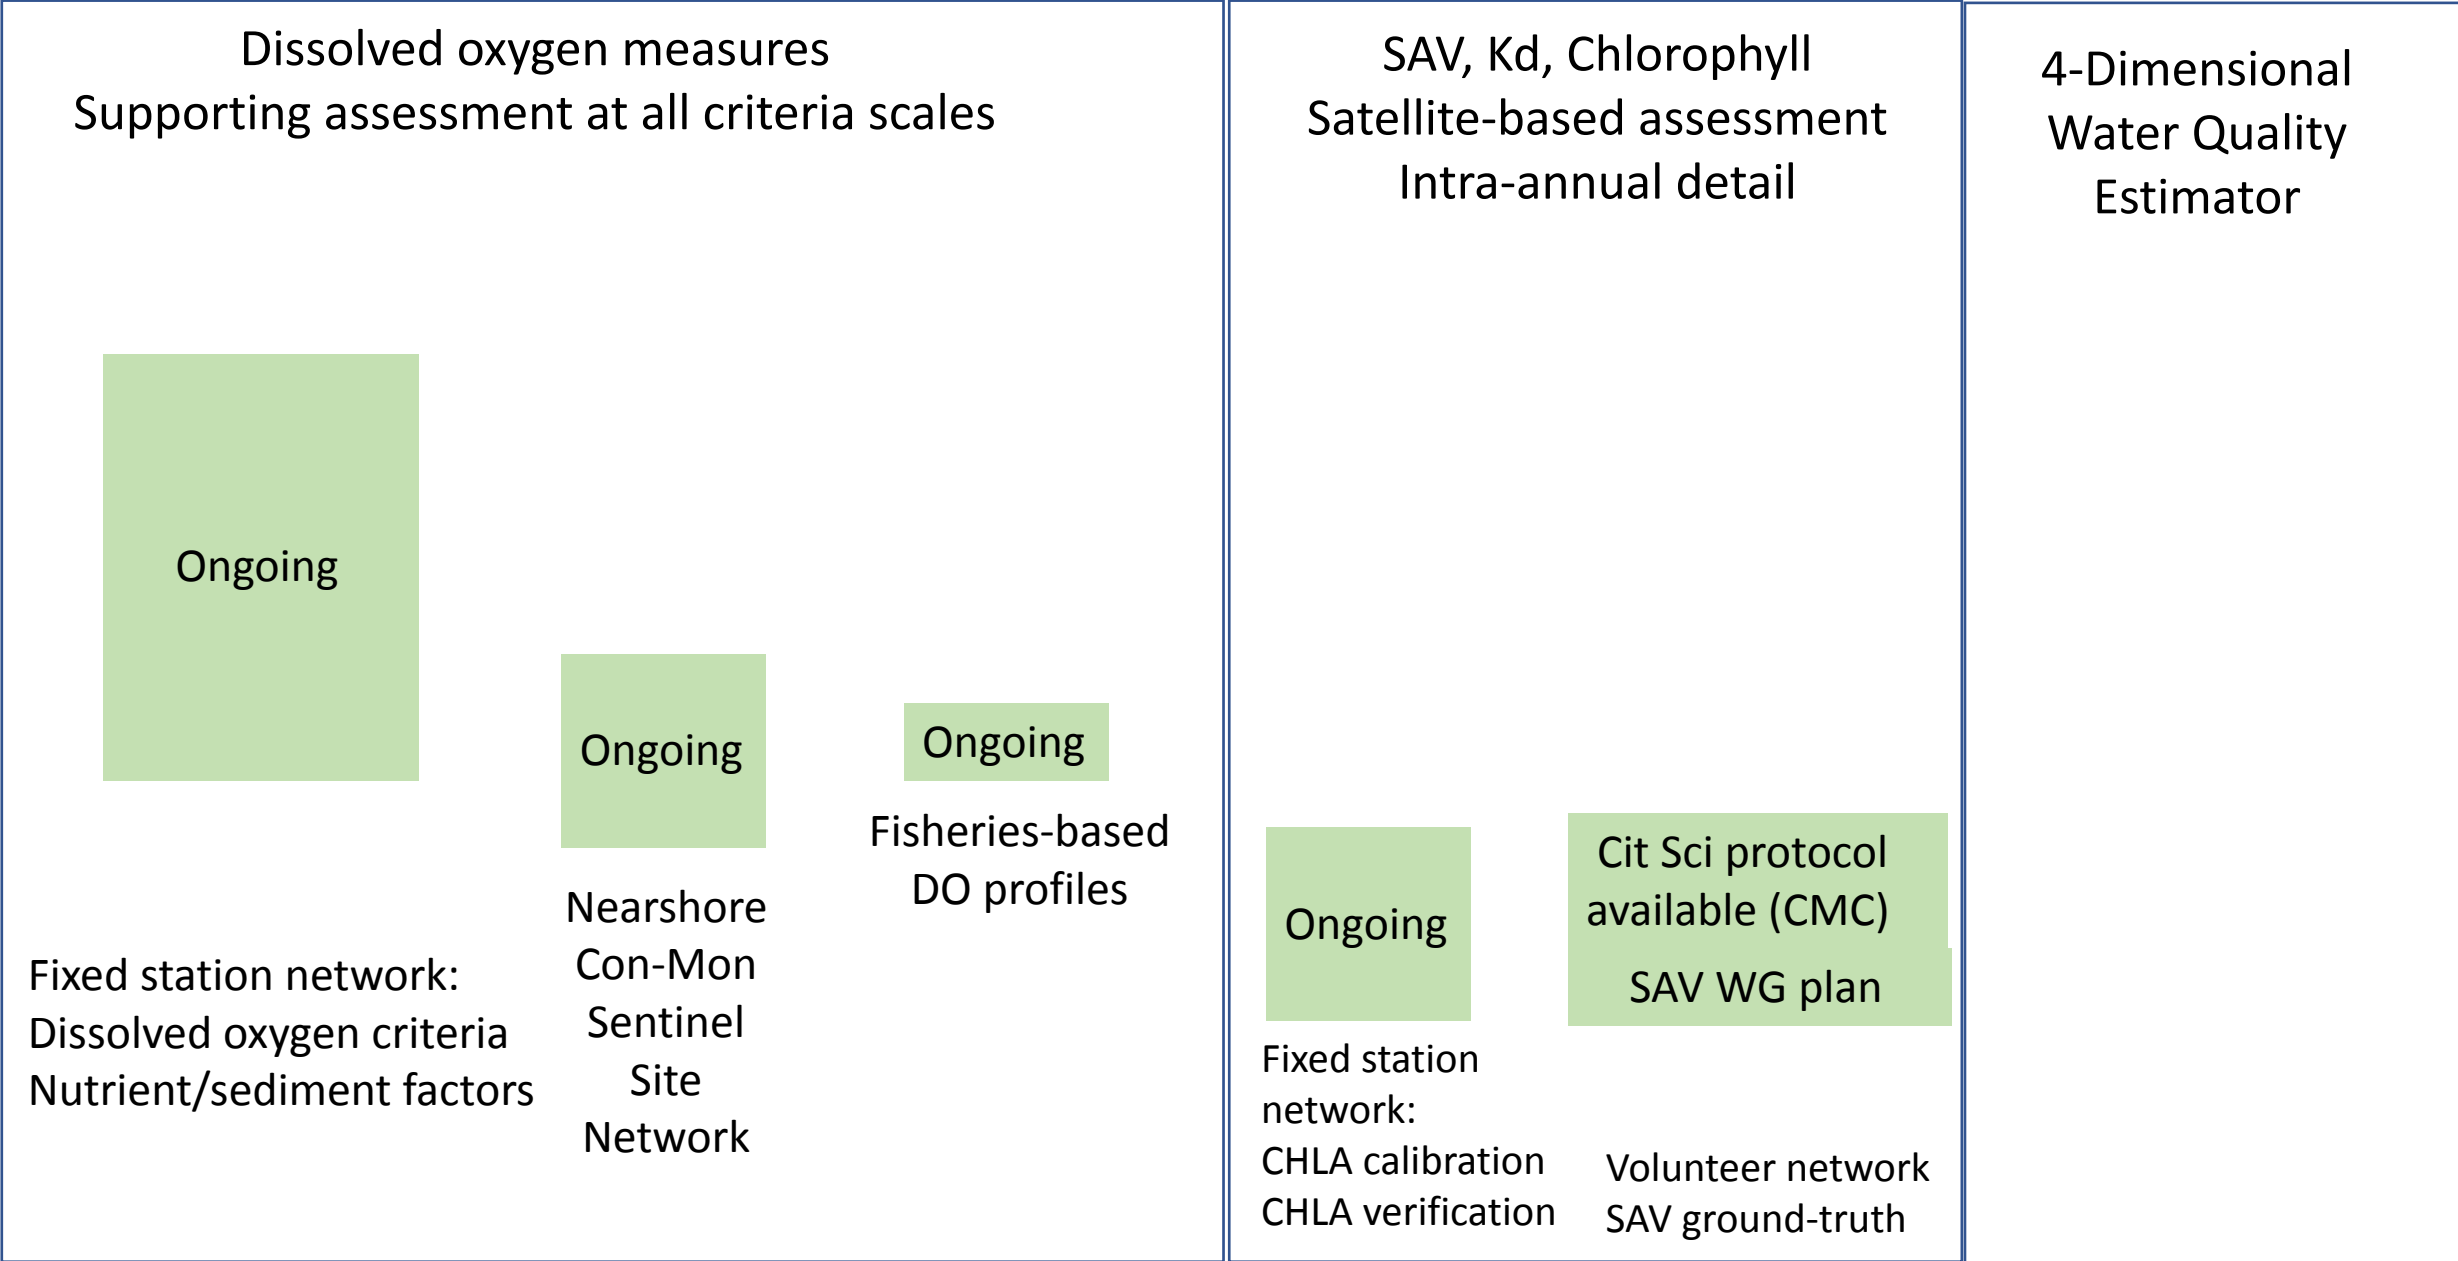 Dissolved oxygen measures
Supporting assessment at all criteria scales
Ongoing
Fixed station network:
Dissolved oxygen criteria
Nutrient/sediment factors
Ongoing
Nearshore
Con-Mon
Sentinel
Site
Network
Ongoing
Fisheries-based
DO profiles
SAV, Kd, Chlorophyll
Satellite-based assessment
Intra-annual detail
Ongoing
Fixed station
network:
CHLA calibration
CHLA verification
Cit Sci protocol
available (CMC)
SAV WG plan
Volunteer network
SAV ground-truth
4-Dimensional
Water Quality
Estimator